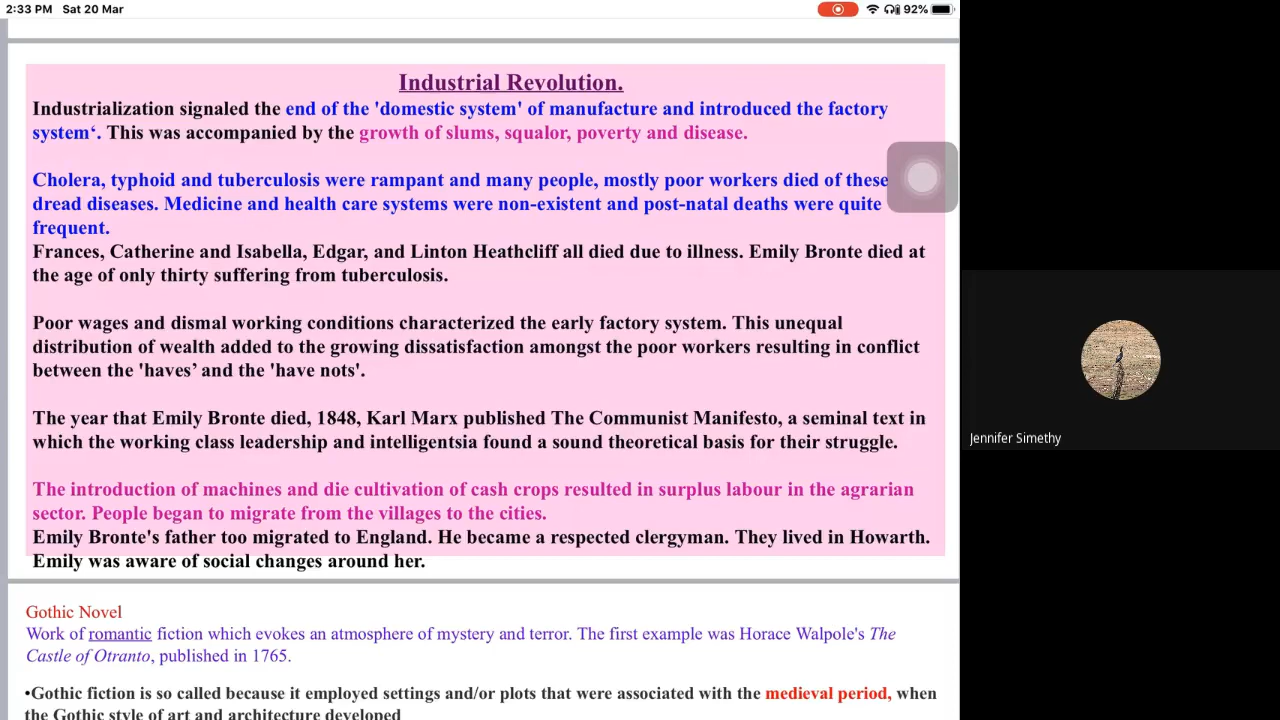 2:33 PM Sat 20 Mar
92%
Industrial Revolution.
Industrialization signaled the end of the 'domestic system' of manufacture and introduced the factory
system‘. This was accompanied by the growth of slums, squalor, poverty and disease.
Cholera, typhoid and tuberculosis were rampant and many people, mostly poor workers died of these
dread diseases. Medicine and health care systems were non-existent and post-natal deaths were quite
frequent.
Frances, Catherine and Isabella, Edgar, and Linton Heathcliff all died due to illness. Emily Bronte died at
the age of only thirty suffering from tuberculosis.
Poor wages and dismal working conditions characterized the early factory system. This unequal
distribution of wealth added to the growing dissatisfaction amongst the poor workers resulting in conflict
between the 'haves’ and the 'have nots'.
The year that Emily Bronte died, 1848, Karl Marx published The Communist Manifesto, a seminal text in
which the working class leadership and intelligentsia found a sound theoretical basis for their struggle.
The introduction of machines and die cultivation of cash crops resulted in surplus labour in the agrarian
sector. People began to migrate from the villages to the cities.
Emily Bronte's father too migrated to England. He became a respected clergyman. They lived in Howarth.
Emily was aware of social changes around her.
Gothic Novel
Work of romantic fiction which evokes an atmosphere of mystery and terror. The first example was Horace Walpole's The
Castle of Otranto, published in 1765.
•Gothic fiction is so called because it employed settings and/or plots that were associated with the medieval period, when
the Gothic style of art and architecture developed
Jennifer Simethy